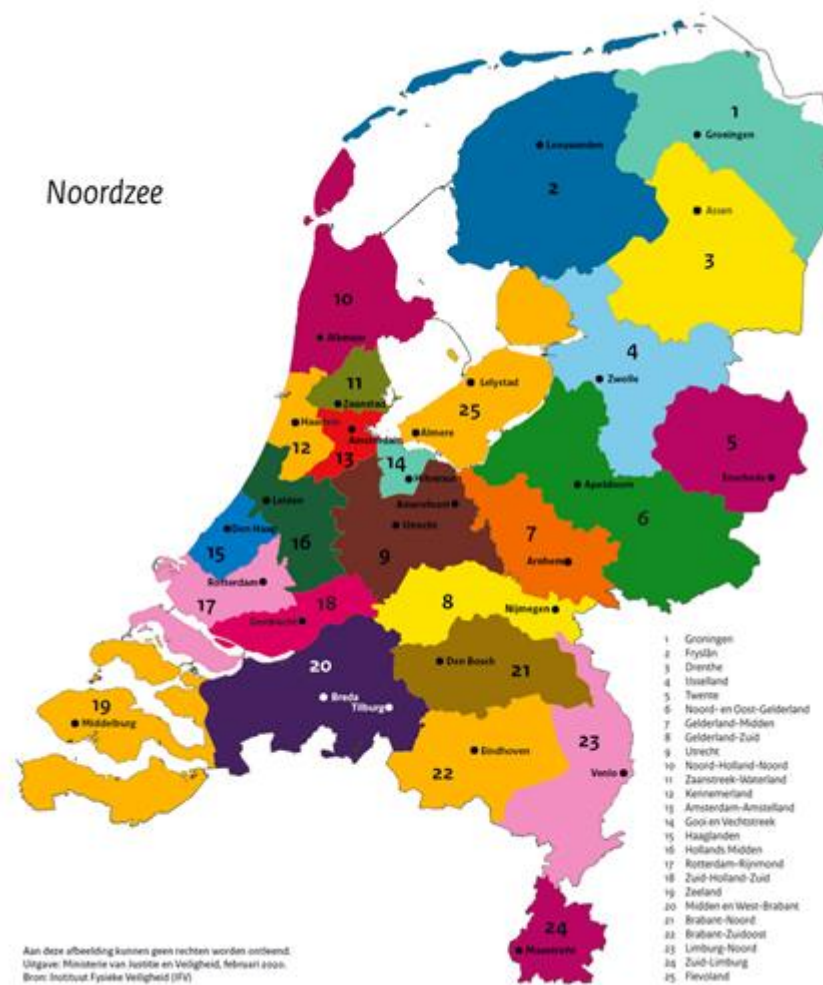 Noordzee
1
Groningen
Leeuwarden
2
Assen
3
10
Alkmaar
4
Zwolle
11
Zaanstad
Lelystad
25
Haarlem
Almere
12
Amsterdam
13
14
Hilversum
5
Enschede
Apeldoorn
6
Leiden
Amersfoort
Utrecht
Den Haag
15
16
9
7
Arnhem
Rotterdam
17
18
8
Nijmegen
Dordrecht
20
Den Bosch
21
19
Breda
Tilburg
Middelburg
Eindhoven
22
23
Venlo
24
Maastricht
1 Groningen
2 Fryslân
3 Drenthe
4 IJsselland
5 Twente
6 Noord- en Oost-Gelderland
7 Gelderland-Midden
8 Gelderland-Zuid
9 Utrecht
10 Noord-Holland-Noord
11 Zaanstreek-Waterland
12 Kennemerland
13 Amsterdam-Amstelland
14 Gooi en Vechtstreek
15 Haaglanden
16 Hollands Midden
17 Rotterdam-Rijnmond
18 Zuid-Holland-Zuid
19 Zeeland
20 Midden en West-Brabant
21 Brabant-Noord
22 Brabant-Zuidoost
23 Limburg-Noord
24 Zuid-Limburg
25 Flevoland
Aan deze afbeelding kunnen geen rechten worden ontleend.
Uitgave: Ministerie van Justitie en Veiligheid, februari 2020.
Bron: Instituut Fysieke Veiligheid (IFV)